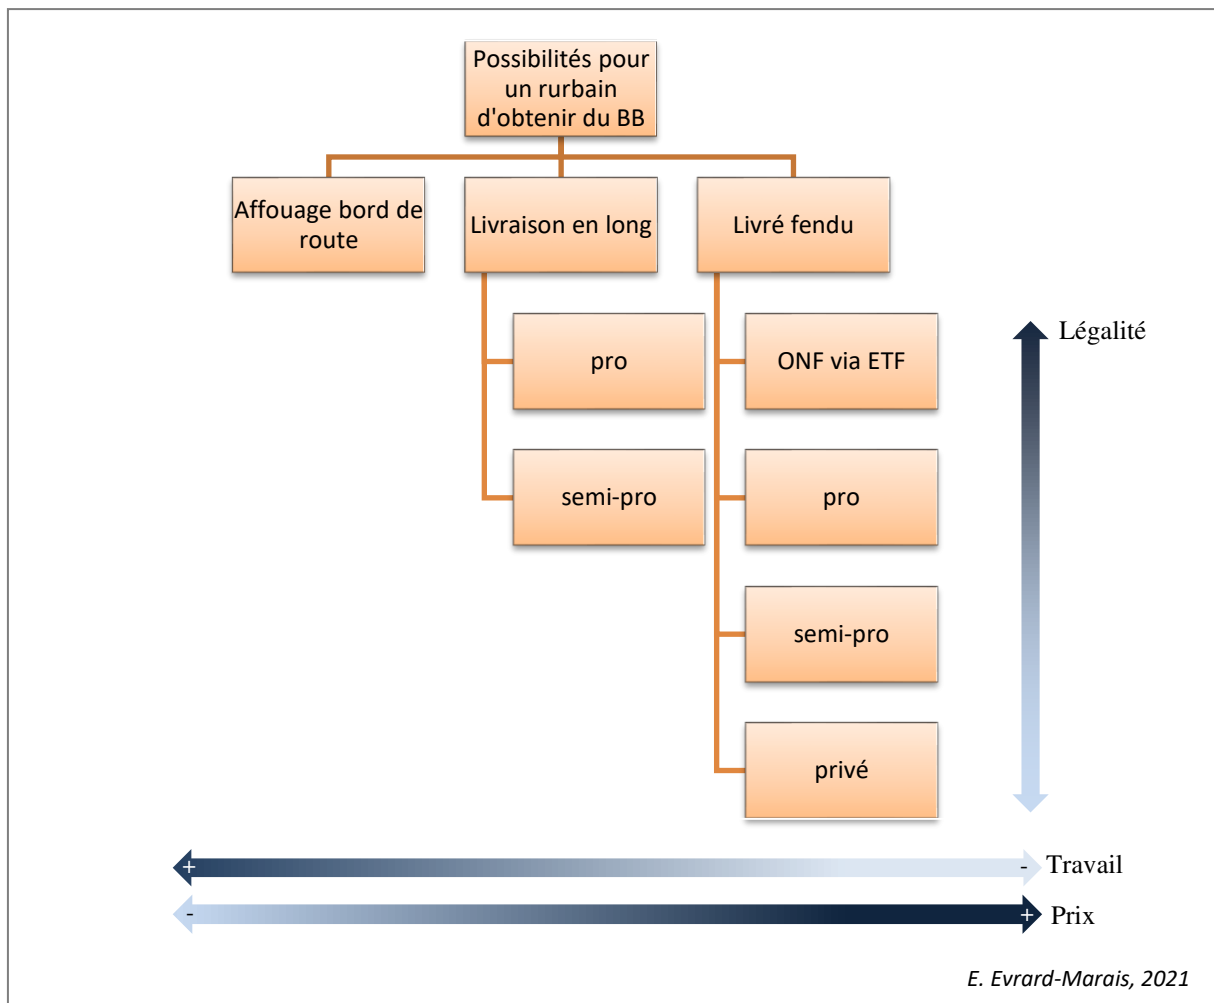 Possibilités pour
un rurbain
d'obtenir du BB
Affouage bord de
route
Livraison en long
Livré fendu
pro
semi-pro
ONF via ETF
pro
semi-pro
privé
Légalité
+
-
Travail
-
+
Prix
E. Evrard-Marais, 2021